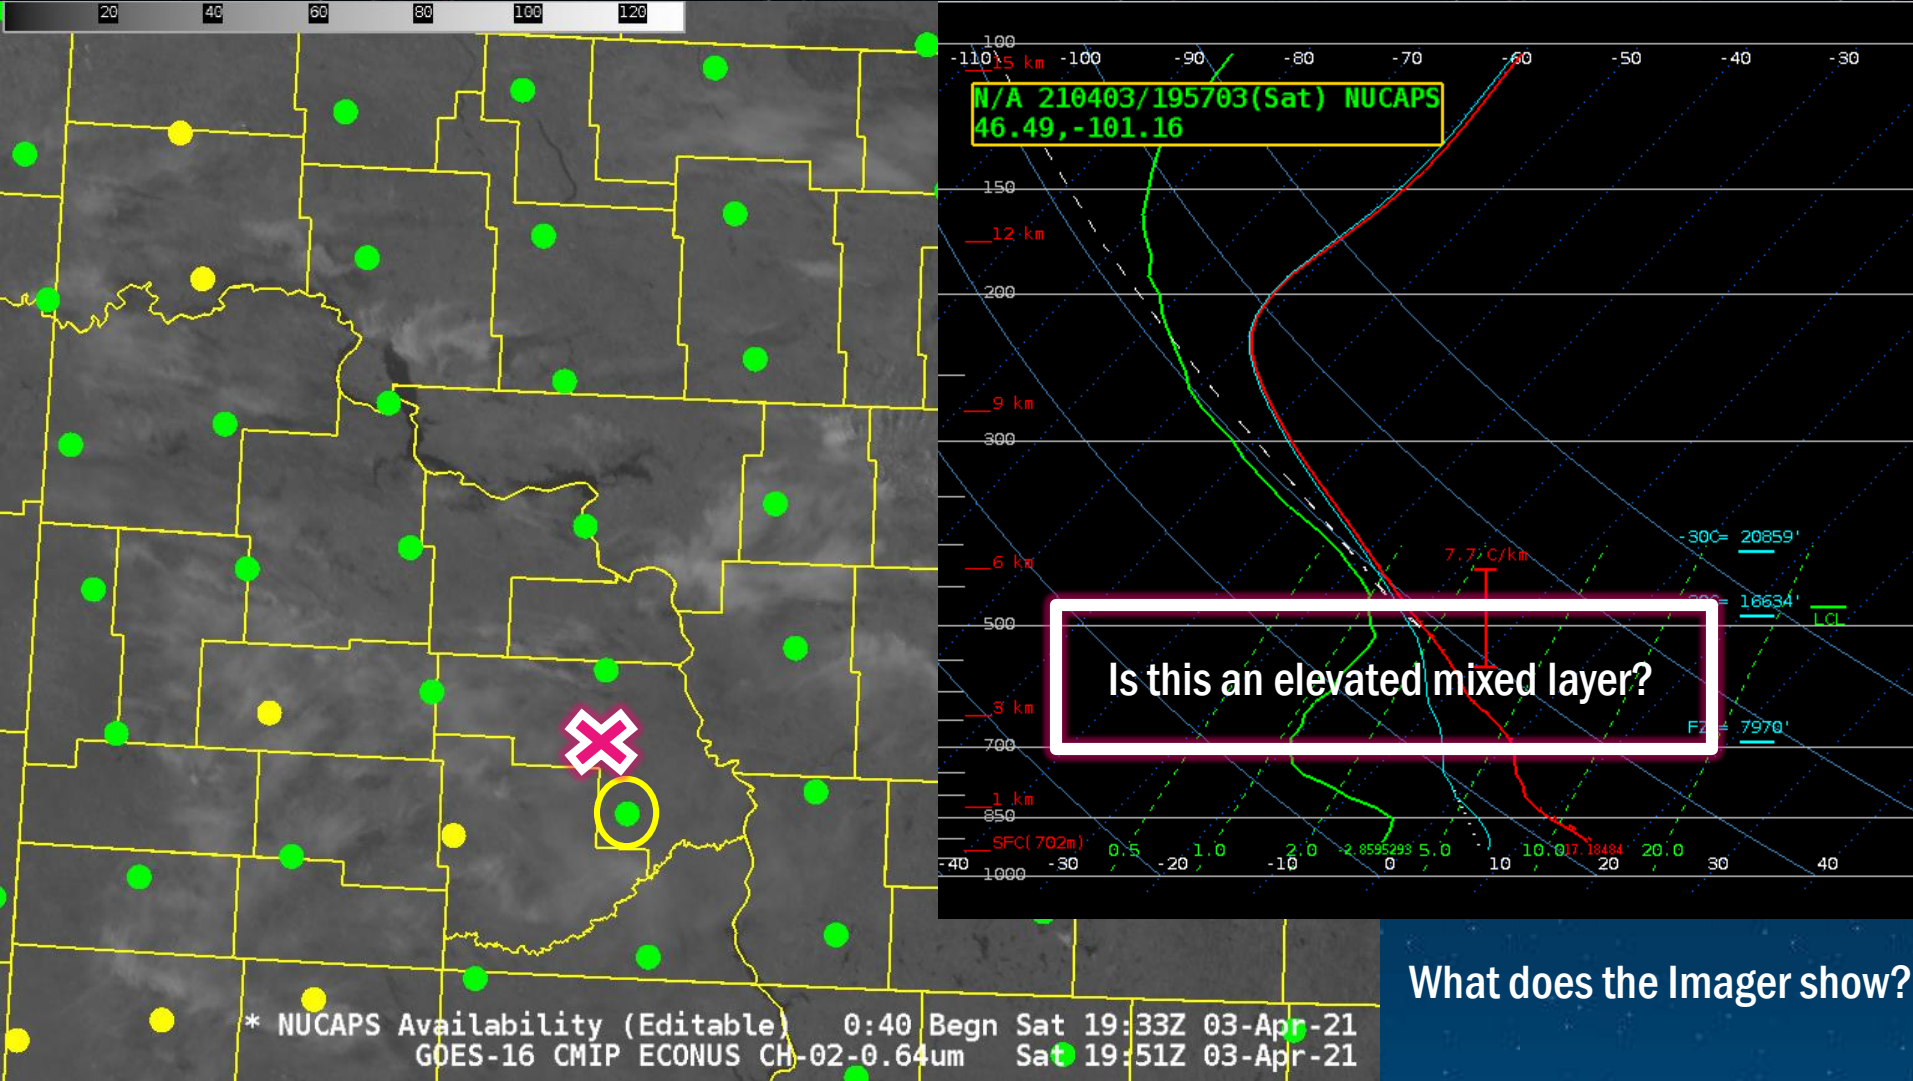 20 40 60 80 100 120
100
-110 -100 -90 -80 -70 -60 -50 -40 -30
15 km
N/A 210403/195703(Sat) NUCAPS
46.49,-101.16
150
12 km
200
9 km
300
-30C= 20859'
7.7 C/km
6 km
16634'
LCL
500
Is this an elevated mixed layer?
3 km
7970'
700
1 km
850
SFC(702m)
0.5 1.0 2.0 -2.8595293 5.0 10.0 17.18484 20.0
-40 -30 -20 -10 0 10 20 30 40
1000
What does the Imager show?
* NUCAPS Availability (Editable) 0:40 Begn Sat 19:33Z 03-Apr-21
GOES-16 CMIP ECONUS CH-02-0.64um Sat 19:51Z 03-Apr-21